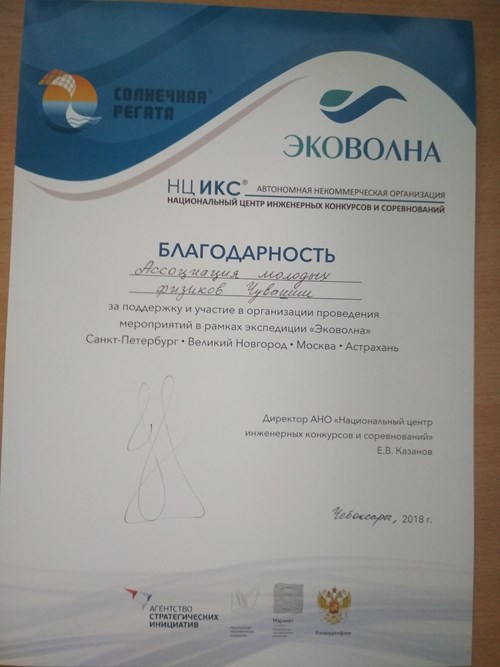 СОЛНЕЧНАЯ®
РЕГАТА
ЭКОВОЛНА
НЦ ИКС® АВТОНОМНАЯ НЕКОММЕРЧЕСКАЯ ОРГАНИЗАЦИЯ
НАЦИОНАЛЬНЫЙ ЦЕНТР ИНЖЕНЕРНЫХ КОНКУРСОВ И СОРЕВНОВАНИЙ
БЛАГОДАРНОСТЬ
Ассоциация молодых
физиков Чувашии
за поддержку и участие в организации проведения
мероприятий в рамках экспедиции «Эковолна»
Санкт-Петербург • Великий Новгород • Москва • Астрахань
Директор АНО «Национальный центр
инженерных конкурсов и соревнований»
Е.В. Казанов
Чебоксары, 2018 г.
АГЕНТСТВО
СТРАТЕГИЧЕСКИХ
ИНИЦИАТИВ
Маринет